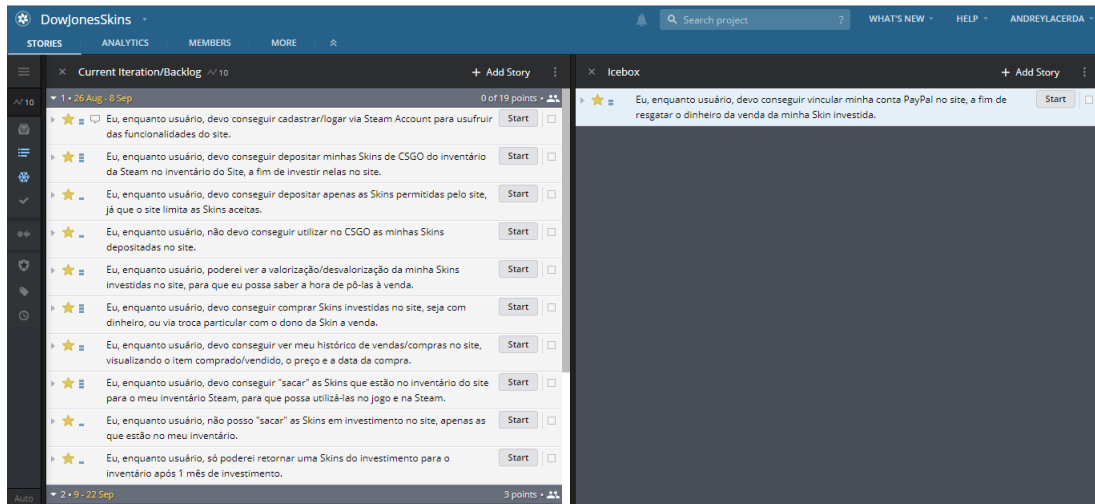 DowJonesSkins
Search project ?
WHAT'S NEW
HELP
ANDREYLACERDA
STORIES
ANALYTICS
MEMBERS
MORE
Current Iteration/Backlog 10
+ Add Story
Icebox
+ Add Story
10
1 • 26 Aug - 8 Sep
0 of 19 points •
Eu, enquanto usuário, devo conseguir cadastrar/logar via Steam Account para usufruir
das funcionalidades do site.
Start
Eu, enquanto usuário, devo conseguir depositar minhas Skins de CSGO do inventário
da Steam no inventário do Site, a fim de investir nelas no site.
Start
Eu, enquanto usuário, devo conseguir depositar apenas as Skins permitidas pelo site,
já que o site limita as Skins aceitas.
Start
Eu, enquanto usuário, não devo conseguir utilizar no CSGO as minhas Skins
depositadas no site.
Start
Eu, enquanto usuário, poderei ver a valorização/desvalorização da minha Skins
investidas no site, para que eu possa saber a hora de pô-las à venda.
Start
Eu, enquanto usuário, devo conseguir comprar Skins investidas no site, seja com
dinheiro, ou via troca particular com o dono da Skin a venda.
Start
Eu, enquanto usuário, devo conseguir ver meu histórico de vendas/compras no site,
visualizando o item comprado/vendido, o preço e a data da compra.
Start
Eu, enquanto usuário, devo conseguir "sacar" as Skins que estão no inventário do site
para o meu inventário Steam, para que possa utilizá-las no jogo e na Steam.
Start
Eu, enquanto usuário, não posso "sacar" as Skins em investimento no site, apenas as
que estão no meu inventário.
Start
Eu, enquanto usuário, só poderei retornar uma Skins do investimento para o
inventário após 1 mês de investimento.
Start
2 • 9 - 22 Sep
3 points •
Auto
Eu, enquanto usuário, devo conseguir vincular minha conta PayPal no site, a fim de
resgatar o dinheiro da venda da minha Skin investida.
Start